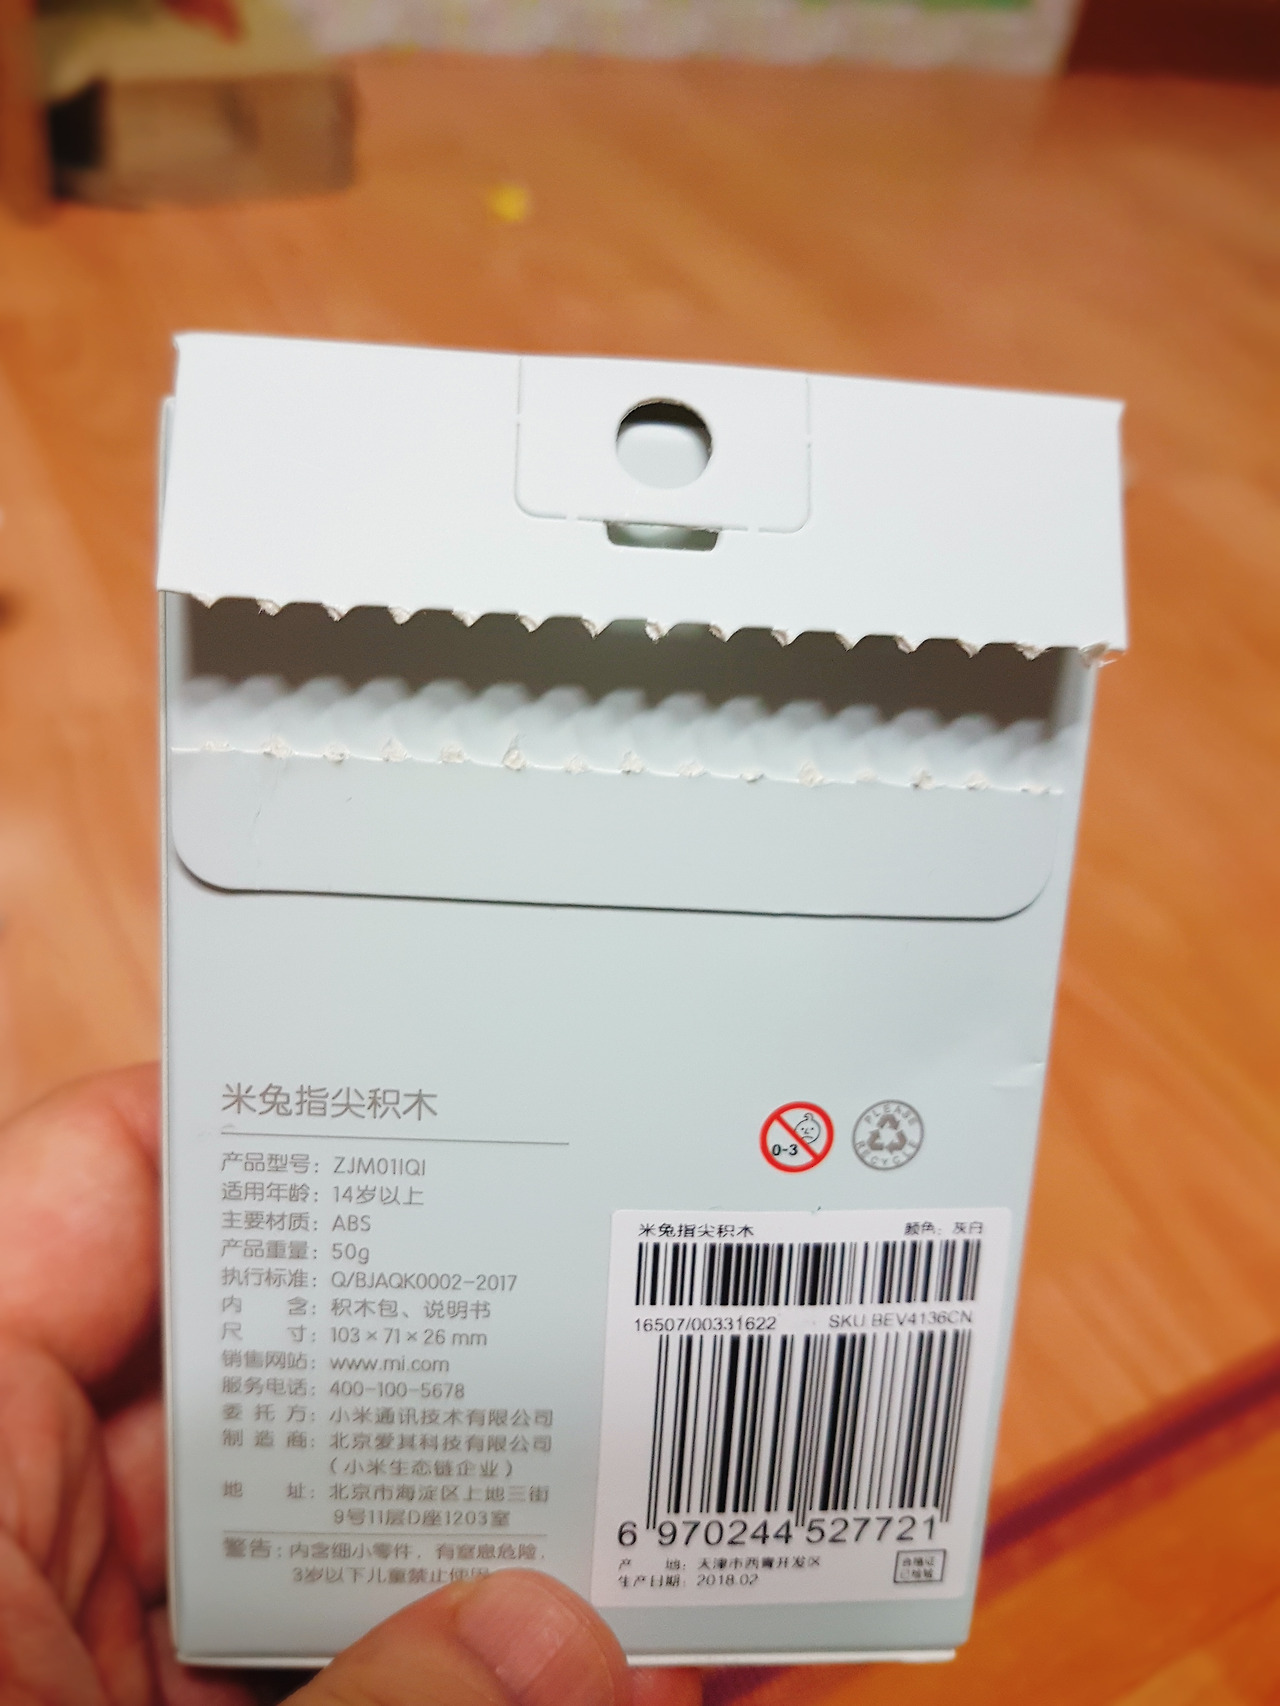 米兔指尖积木
产品型号：ZJM01IQI
适用年龄：14岁以上
主要材质：ABS
产品重量：50g
执行标准：Q/BJAQK0002-2017
内 含：积木包、说明书
尺 寸：103×71×26 mm
销售网站：www.mi.com
服务电话：400-100-5678
委 托 方：小米通讯技术有限公司
制 造 商：北京爱其科技有限公司
（小米生态链企业）
地 址：北京市海淀区上地三街
9号11层D座1203室
警告：内含细小零件，有窒息危险，
3岁以下儿童禁止使用
0-3
PLEASE
RECYCLE
米兔指尖积木 颜色：灰白
16507/00331622 SKU BEV4136CN
6 970244 527721
产 地：天津市西青开发区
生产日期：2018.02
合格证
已检验